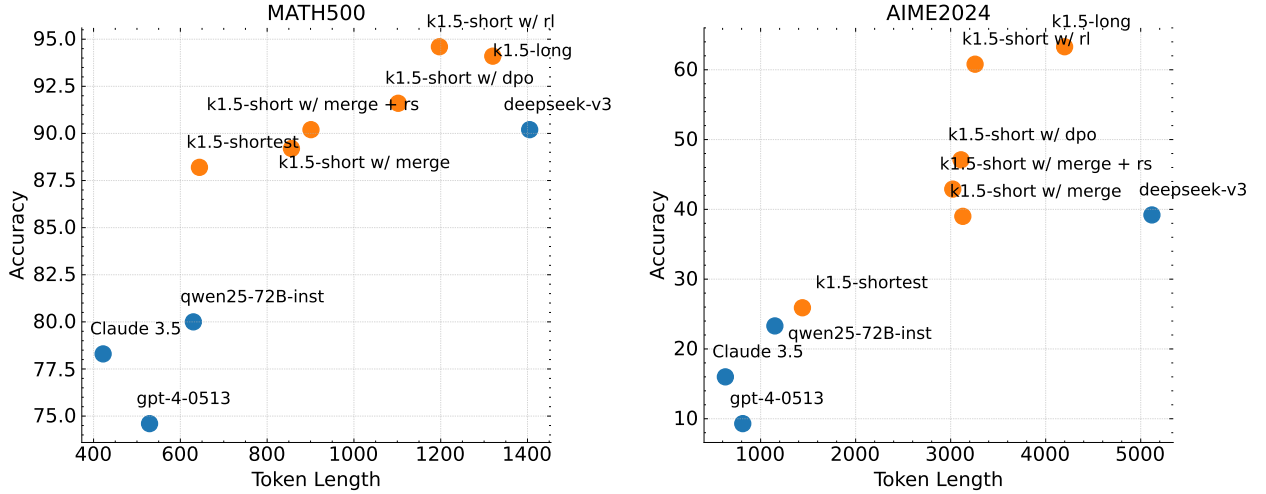 MATH500
k1.5-short w/ rl
k1.5-long
k1.5-short w/ dpo
k1.5-short w/ merge + rs
deepseek-v3
k1.5-shortest
k1.5-short w/ merge
qwen25-72B-inst
Claude 3.5
gpt-4-0513
95.0
92.5
90.0
87.5
85.0
82.5
80.0
77.5
75.0
Accuracy
400 600 800 1000 1200 1400
Token Length
AIME2024
k1.5-long
k1.5-short w/ rl
k1.5-short w/ dpo
k1.5-short w/ merge + rs
k1.5-short w/ merge
deepseek-v3
k1.5-shortest
qwen25-72B-inst
Claude 3.5
gpt-4-0513
60
50
40
30
20
10
Accuracy
1000 2000 3000 4000 5000
Token Length